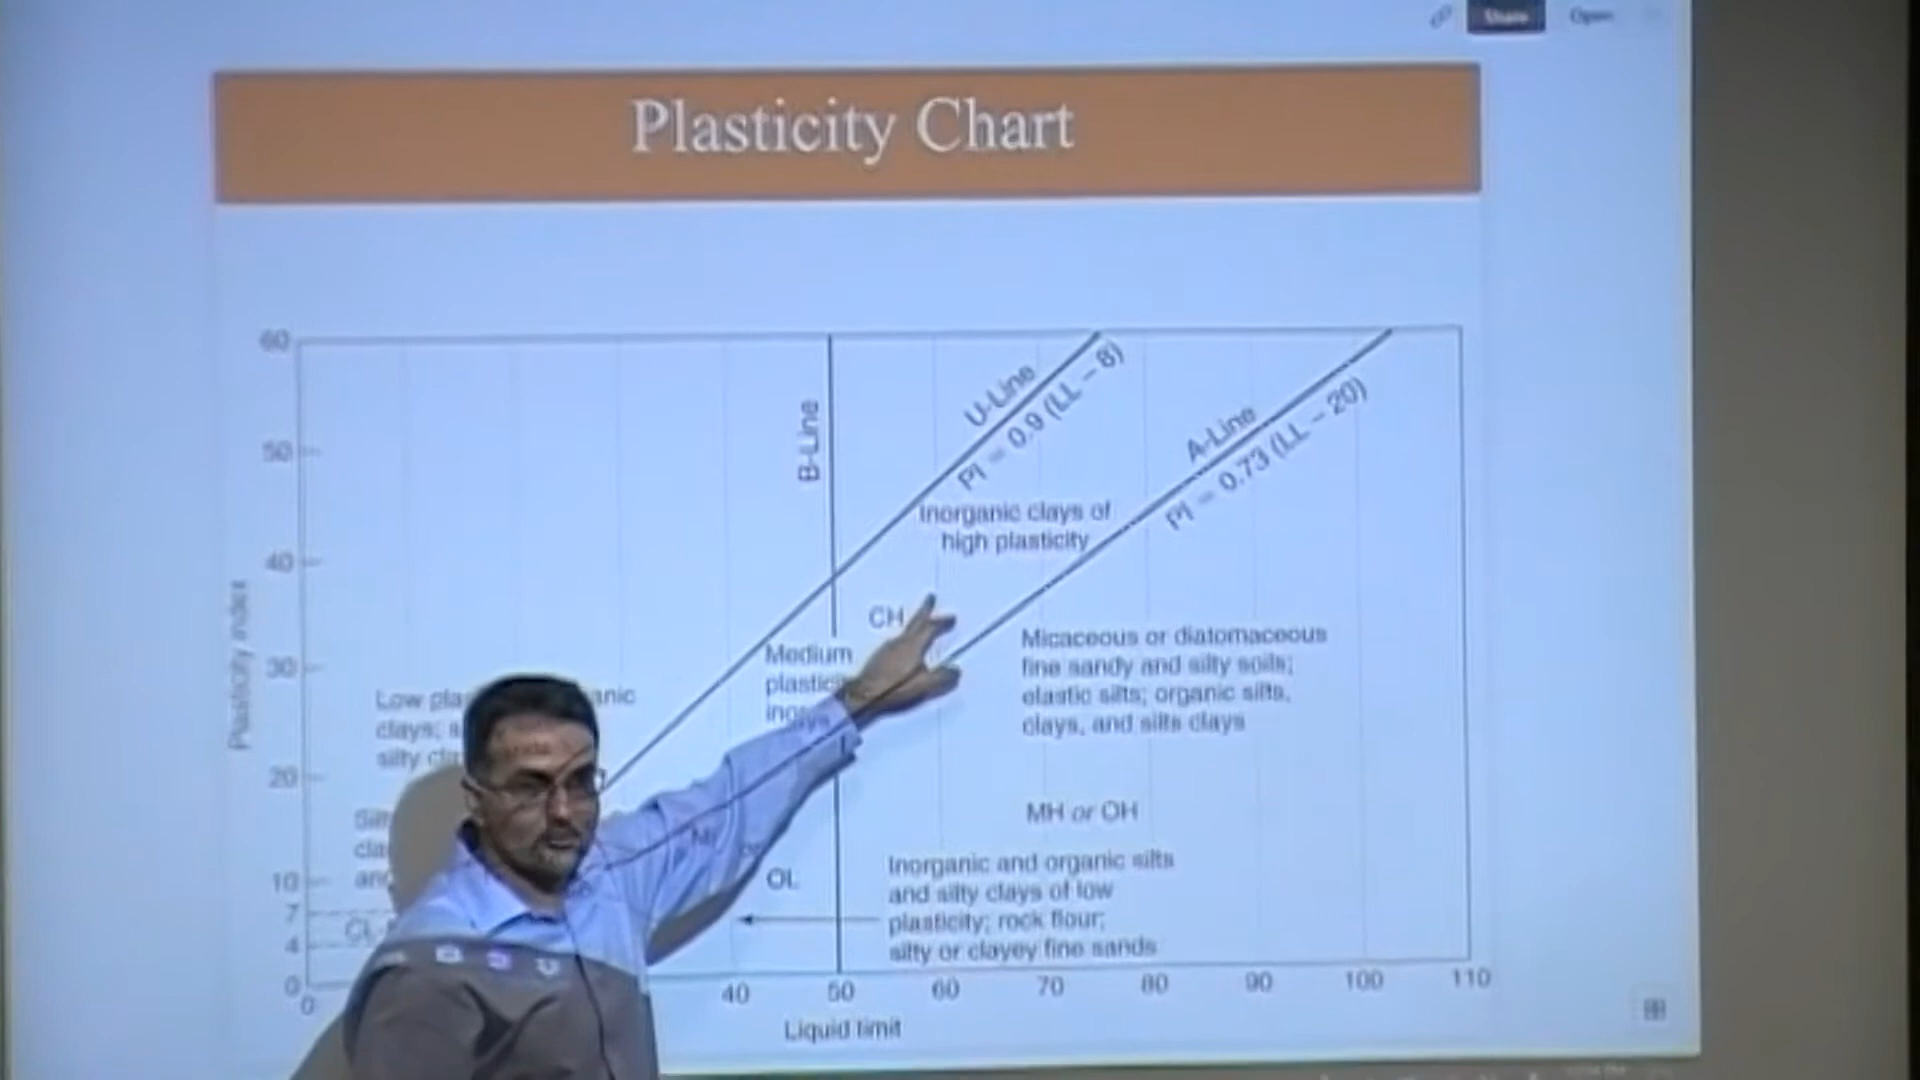 Share
Open
Plasticity Chart
60
50
40
30
20
10
7
4
0
Plasticity index
B-Line
U-Line
PI = 0.9 (LL – 8)
A-Line
PI = 0.73 (LL – 20)
Inorganic clays of
high plasticity
CH
Medium
Micaceous or diatomaceous
fine sandy and silty soils;
elastic silts; organic silts,
clays, and silts clays
Low
clays;
silty
MH or OH
OL
Inorganic and organic silts
and silty clays of low
plasticity; rock flour;
silty or clayey fine sands
CL
0
40
50
60
70
80
90
100
110
Liquid limit